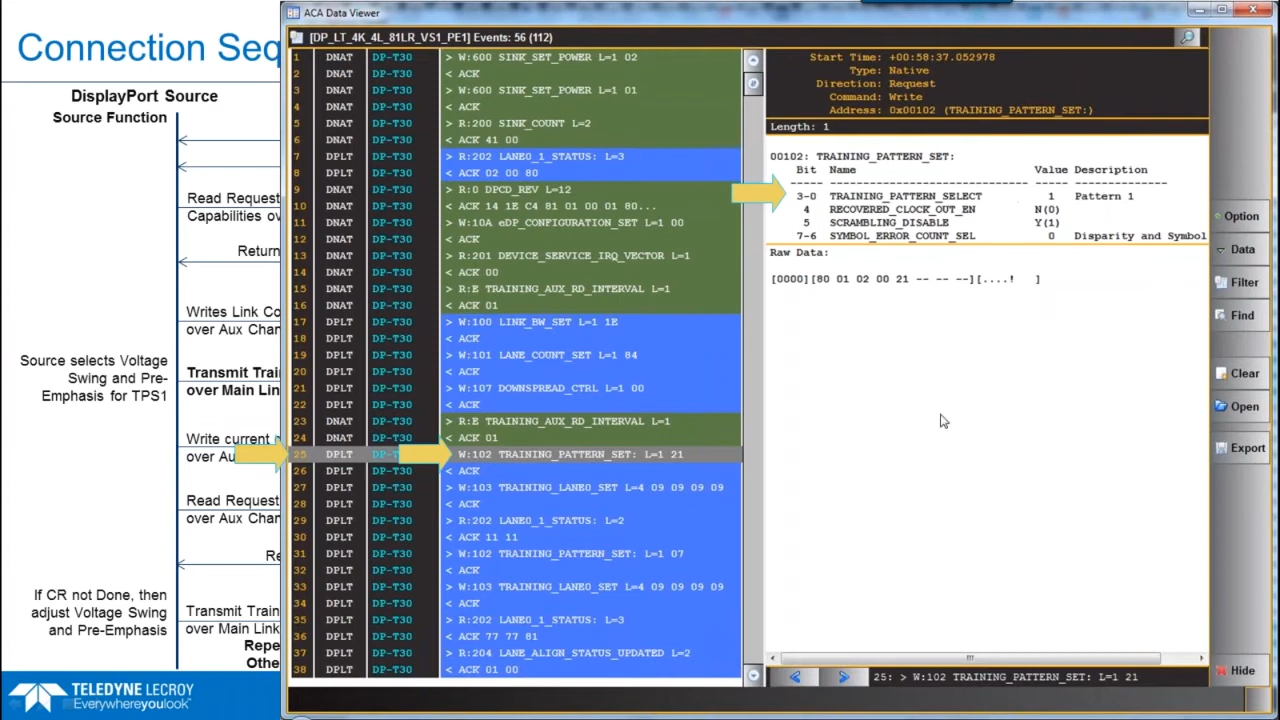 ACA Data Viewer
Connection Seq
DisplayPort Source
Source Function
Read Request
Capabilities ov
Return
Writes Link Co
over Aux Chan
Source selects Voltage
Swing and Pre-
Emphasis for TPS1
Transmit Trai
over Main Lin
Write current
over Au
Read Request
over Aux Chan
Re
If CR not Done, then
adjust Voltage Swing
and Pre-Emphasis
Transmit Train
over Main Link
Repe
Othe
TELEDYNE LECROY
Everywhereyoulook™
[DP_LT_4K_4L_81LR_VS1_PE1] Events: 56 (112)
1 DNAT DP-T30 > W:600 SINK_SET_POWER L=1 02
2 DNAT DP-T30 < ACK
3 DNAT DP-T30 > W:600 SINK_SET_POWER L=1 01
4 DNAT DP-T30 < ACK
5 DNAT DP-T30 > R:200 SINK_COUNT L=2
6 DNAT DP-T30 < ACK 41 00
7 DPLT DP-T30 > R:202 LANE0_1_STATUS: L=3
8 DPLT DP-T30 < ACK 02 00 80
9 DNAT DP-T30 > R:0 DPCD_REV L=12
10 DNAT DP-T30 < ACK 14 1E C4 81 01 00 01 80...
11 DNAT DP-T30 > W:10A eDP_CONFIGURATION_SET L=1 00
12 DNAT DP-T30 < ACK
13 DNAT DP-T30 > R:201 DEVICE_SERVICE_IRQ_VECTOR L=1
14 DNAT DP-T30 < ACK 00
15 DNAT DP-T30 > R:E TRAINING_AUX_RD_INTERVAL L=1
16 DNAT DP-T30 < ACK 01
17 DPLT DP-T30 > W:100 LINK_BW_SET L=1 1E
18 DPLT DP-T30 < ACK
19 DPLT DP-T30 > W:101 LANE_COUNT_SET L=1 84
20 DPLT DP-T30 < ACK
21 DPLT DP-T30 > W:107 DOWNSPREAD_CTRL L=1 00
22 DPLT DP-T30 < ACK
23 DNAT DP-T30 > R:E TRAINING_AUX_RD_INTERVAL L=1
24 DNAT DP-T30 < ACK 01
25 DPLT DP-T W:102 TRAINING_PATTERN_SET: L=1 21
26 DPLT DP-T30 < ACK
27 DPLT DP-T30 > W:103 TRAINING_LANE0_SET L=4 09 09 09 09
28 DPLT DP-T30 < ACK
29 DPLT DP-T30 > R:202 LANE0_1_STATUS: L=2
30 DPLT DP-T30 < ACK 11 11
31 DPLT DP-T30 > W:102 TRAINING_PATTERN_SET: L=1 07
32 DPLT DP-T30 < ACK
33 DPLT DP-T30 > W:103 TRAINING_LANE0_SET L=4 09 09 09 09
34 DPLT DP-T30 < ACK
35 DPLT DP-T30 > R:202 LANE0_1_STATUS: L=3
36 DPLT DP-T30 < ACK 77 77 81
37 DPLT DP-T30 > R:204 LANE_ALIGN_STATUS_UPDATED L=2
38 DPLT DP-T30 < ACK 01 00
Start Time: +00:58:37.052978
Type: Native
Direction: Request
Command: Write
Address: 0x00102 (TRAINING_PATTERN_SET:)
Length: 1
00102: TRAINING_PATTERN_SET:
Bit Name Value Description
----- ------------------------------ ----- --------------
3-0 TRAINING_PATTERN_SELECT 1 Pattern 1
4 RECOVERED_CLOCK_OUT_EN N(0)
5 SCRAMBLING_DISABLE Y(1)
7-6 SYMBOL_ERROR_COUNT_SEL 0 Disparity and Symbol
Raw Data:
[0000][80 01 02 00 21 -- -- --][....! ]
25: > W:102 TRAINING_PATTERN_SET: L=1 21
Option
Data
Filter
Find
Clear
Open
Export
Hide